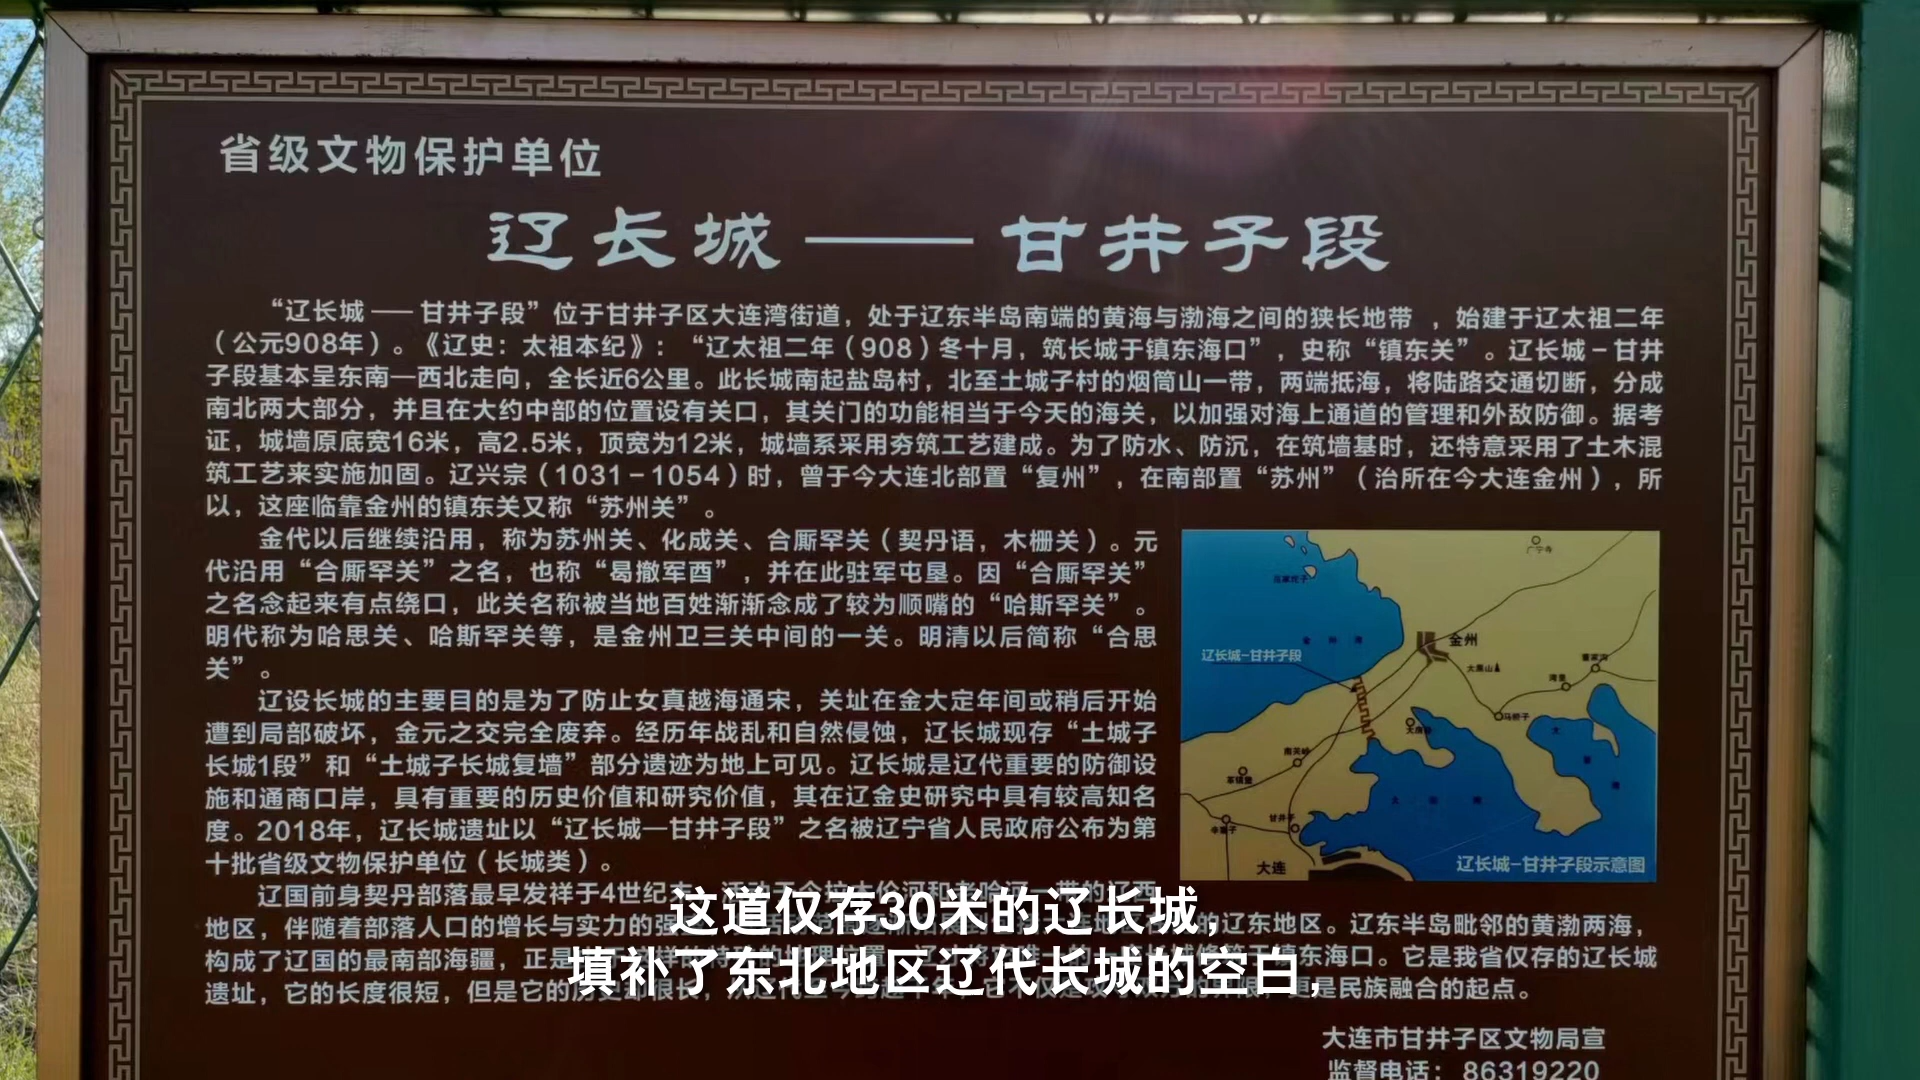 省级文物保护单位
辽长城——甘井子段
“辽长城——甘井子段”位于甘井子区大连湾街道，处于辽东半岛南端的黄海与渤海之间的狭长地带，始建于辽太祖二年
（公元908年）。《辽史：太祖本纪》：“辽太祖二年（908）冬十月，筑长城于镇东海口”，史称“镇东关”。辽长城－甘井
子段基本呈东南—西北走向，全长近6公里。此长城南起盐岛村，北至土城子村的烟筒山一带，两端抵海，将陆路交通切断，分成
南北两大部分，并且在大约中部的位置设有关口，其关门的功能相当于今天的海关，以加强对海上通道的管理和外敌防御。据考
证，城墙原底宽16米，高2.5米，顶宽为12米，城墙系采用夯筑工艺建成。为了防水、防沉，在筑墙基时，还特意采用了土木混
筑工艺来实施加固。辽兴宗（1031－1054）时，曾于今大连北部置“复州”，在南部置“苏州”（治所在今大连金州），所
以，这座临靠金州的镇东关又称“苏州关”。
金代以后继续沿用，称为苏州关、化成关、合厮罕关（契丹语，木栅关）。元
代沿用“合厮罕关”之名，也称“曷撤军酉”，并在此驻军屯垦。因“合厮罕关”
之名念起来有点绕口，此关名称被当地百姓渐渐念成了较为顺嘴的“哈斯罕关”。
明代称为哈思关、哈斯罕关等，是金州卫三关中间的一关。明清以后简称“合思
关”。
辽设长城的主要目的是为了防止女真越海通宋，关址在金大定年间或稍后开始
遭到局部破坏，金元之交完全废弃。经历年战乱和自然侵蚀，辽长城现存“土城子
长城1段”和“土城子长城复墙”部分遗迹为地上可见。辽长城是辽代重要的防御设
施和通商口岸，具有重要的历史价值和研究价值，其在辽金史研究中具有较高知名
度。2018年，辽长城遗址以“辽长城—甘井子段”之名被辽宁省人民政府公布为第
十批省级文物保护单位（长城类）。
广宁寺
金州
辽长城－甘井子段
大黑山
湾里
马桥子
南关岭
革镇堡
甘井子
大连
辽长城－甘井子段示意图
辽国前身契丹部落最早发祥于4世纪
地区，伴随着部落人口的增长与实力的强
的辽东地区。辽东半岛毗邻的黄渤两海，
构成了辽国的最南部海疆，正是
镇东海口。它是我省仅存的辽长城
遗址，它的长度很短，但是它的历史却很长，
更是民族融合的起点。
这道仅存30米的辽长城，
填补了东北地区辽代长城的空白，
大连市甘井子区文物局宣
监督电话：86319220